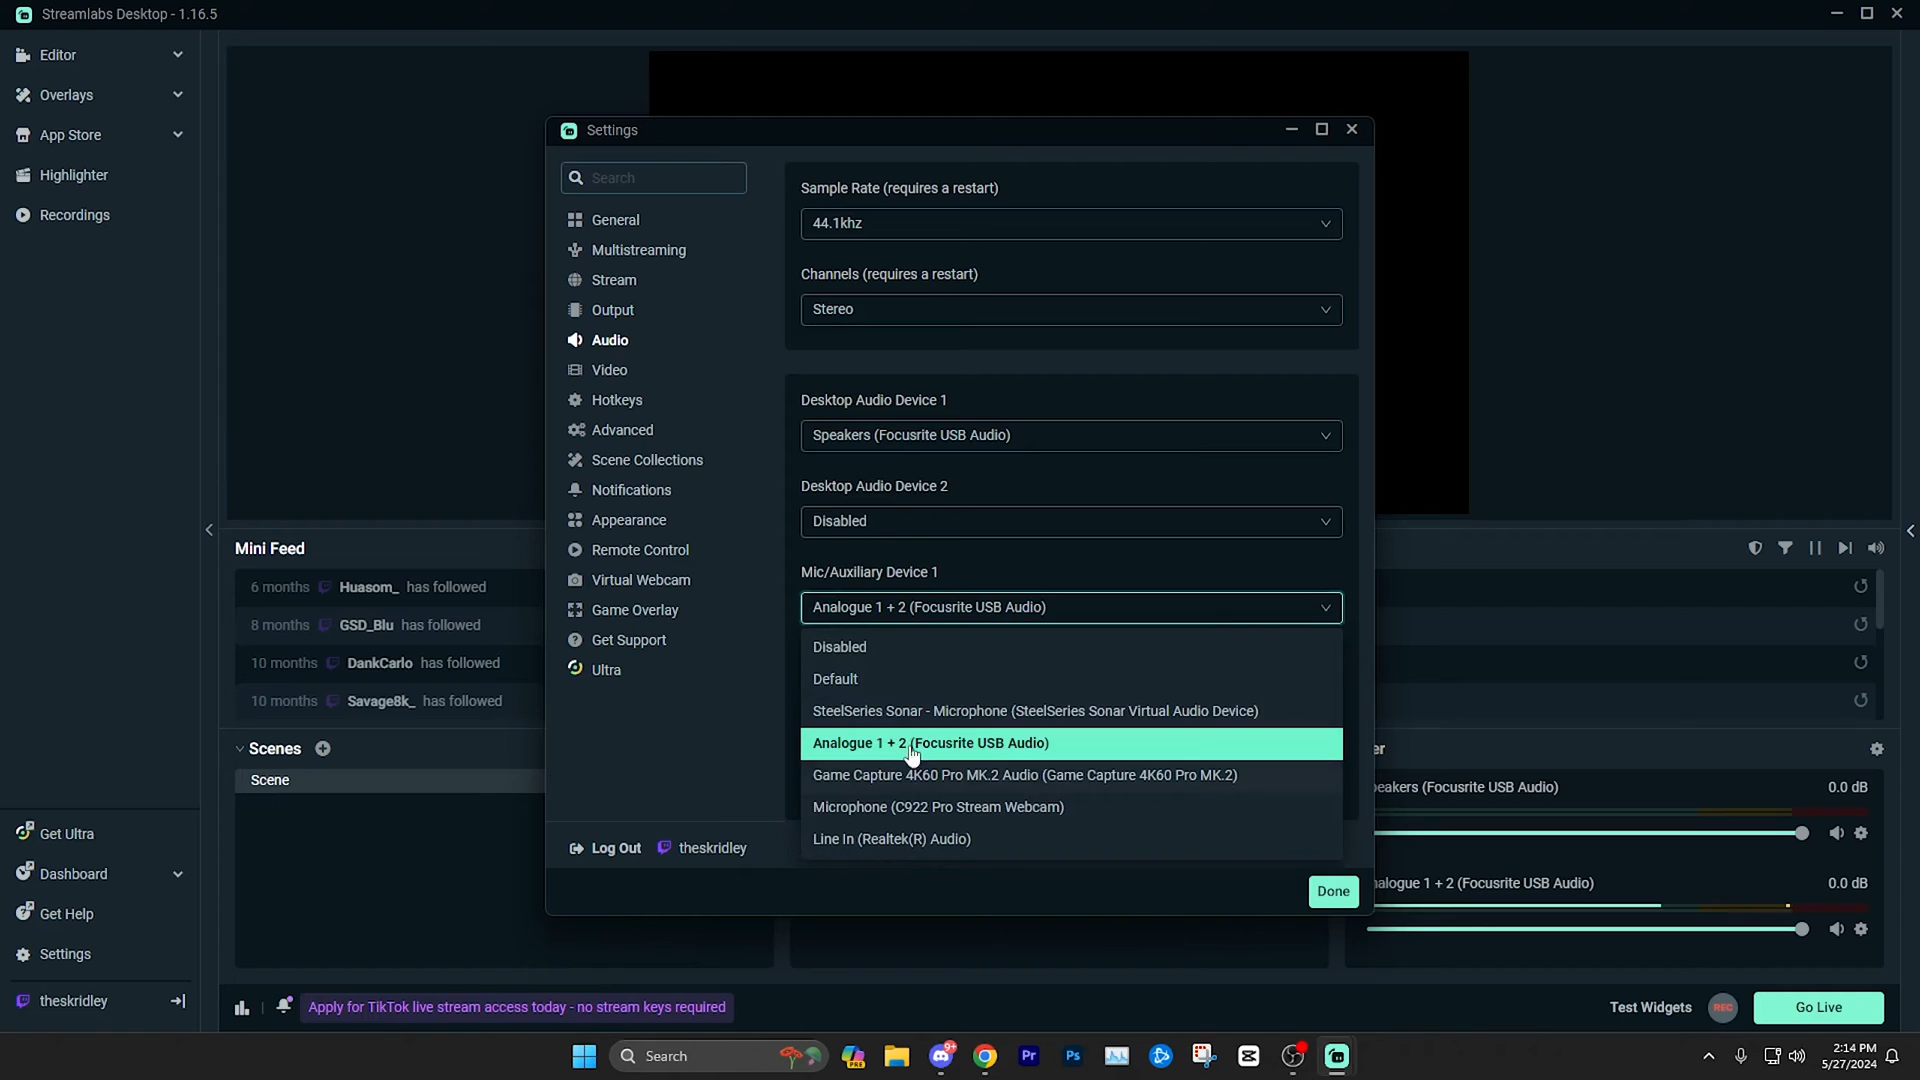 Streamlabs Desktop - 1.16.5
Editor
Overlays
App Store
Highlighter
Recordings
Get Ultra
Dashboard
Get Help
Settings
theskridley
Settings
Search
General
Multistreaming
Stream
Output
Audio
Video
Hotkeys
Advanced
Scene Collections
Notifications
Appearance
Remote Control
Virtual Webcam
Game Overlay
Get Support
Ultra
Log Out theskridley
Sample Rate (requires a restart)
44.1khz
Channels (requires a restart)
Stereo
Desktop Audio Device 1
Speakers (Focusrite USB Audio)
Desktop Audio Device 2
Disabled
Mic/Auxiliary Device 1
Analogue 1 + 2 (Focusrite USB Audio)
Disabled
Default
SteelSeries Sonar - Microphone (SteelSeries Sonar Virtual Audio Device)
Analogue 1 + 2 (Focusrite USB Audio)
Game Capture 4K60 Pro MK.2 Audio (Game Capture 4K60 Pro MK.2)
Microphone (C922 Pro Stream Webcam)
Line In (Realtek(R) Audio)
Done
Mini Feed
6 months Huasom_ has followed
8 months GSD_Blu has followed
10 months DankCarlo has followed
10 months Savage8k_ has followed
Scenes
Scene
er
peakers (Focusrite USB Audio) 0.0 dB
nalogue 1 + 2 (Focusrite USB Audio) 0.0 dB
Apply for TikTok live stream access today - no stream keys required
Test Widgets REC Go Live
Search
PRE
9+
Pr
Ps
2:14 PM
5/27/2024